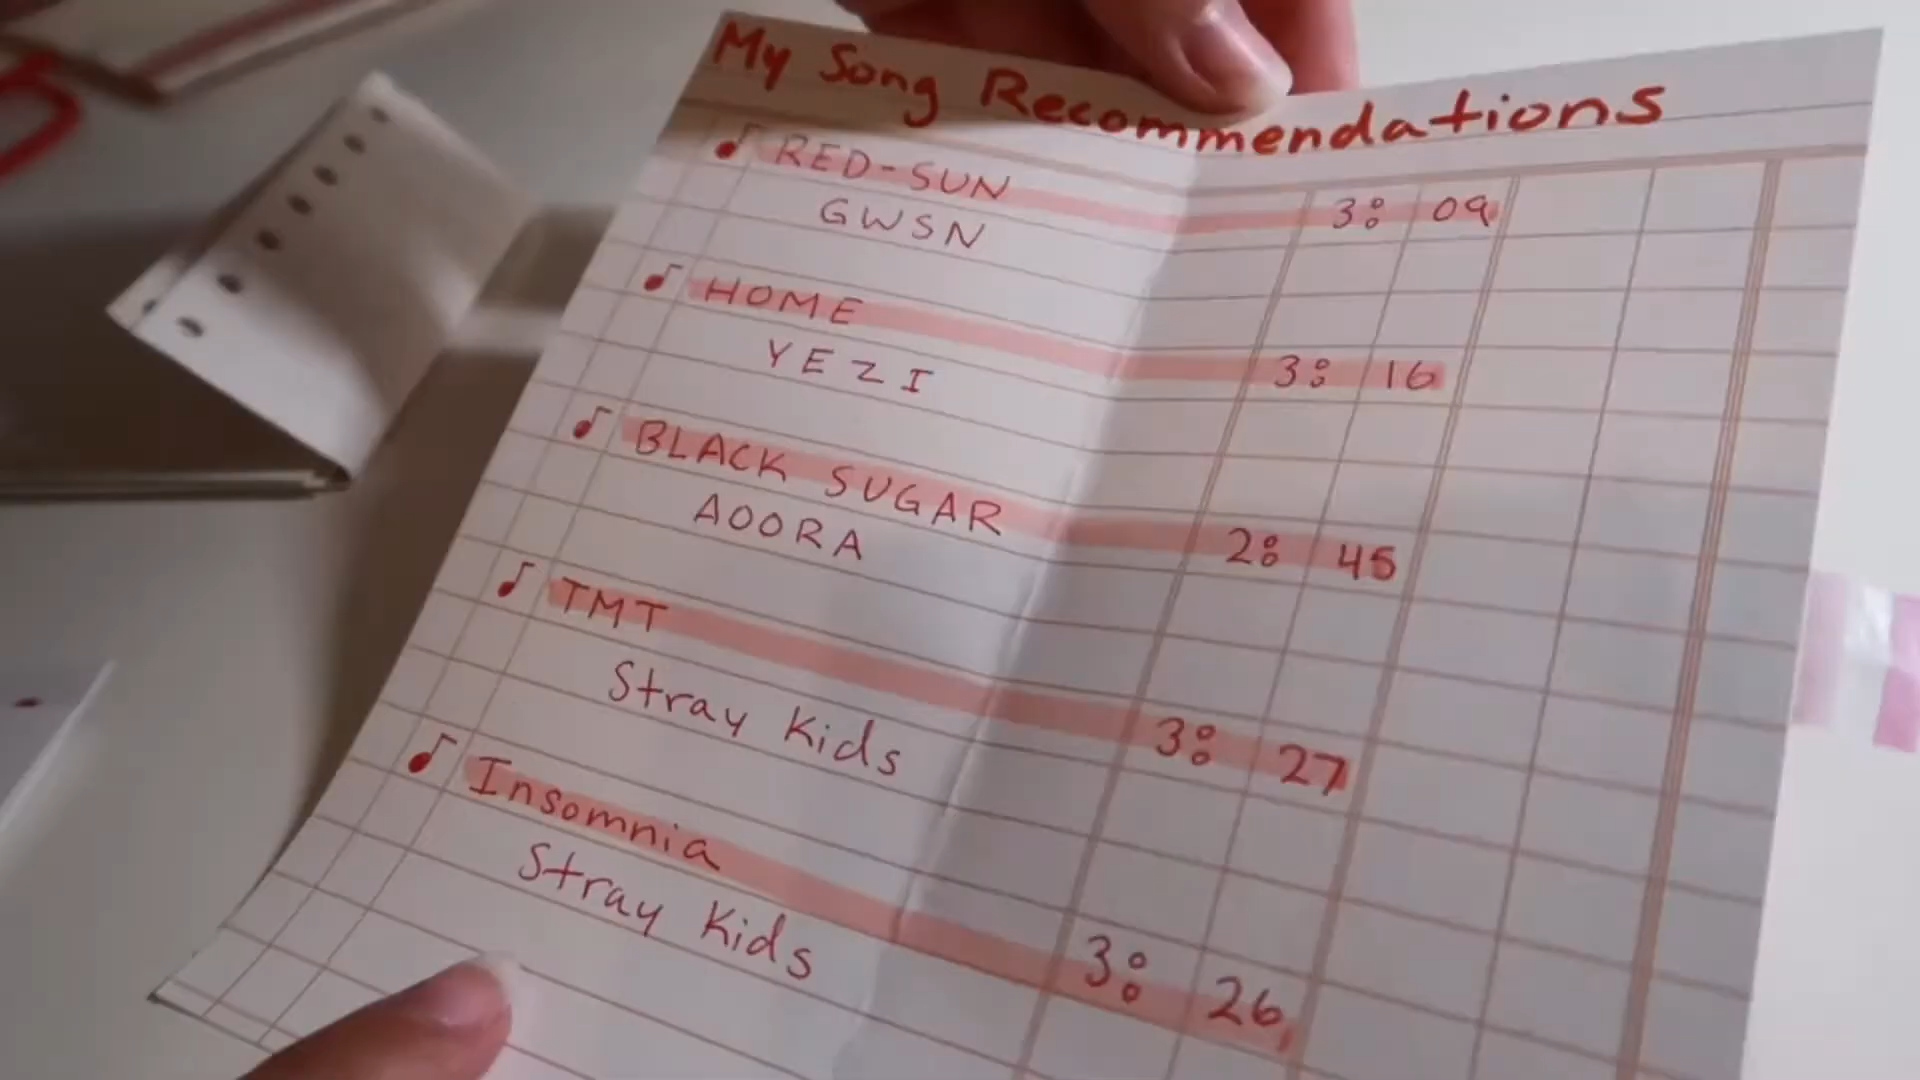 My Song Recommendations
RED-SUN 3: 09
GWSN
HOME 3: 16
YEZI
BLACK SUGAR 2: 45
AOORA
TMT 3: 27
Stray Kids
Insomnia 3: 26
Stray Kids